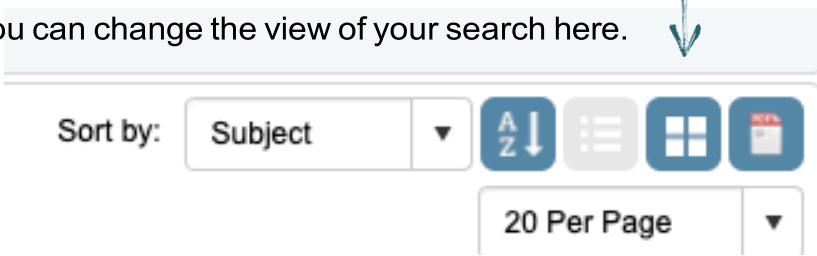 ou can change the view of your search here.
Sort by: Subject
A
Z
20 Per Page